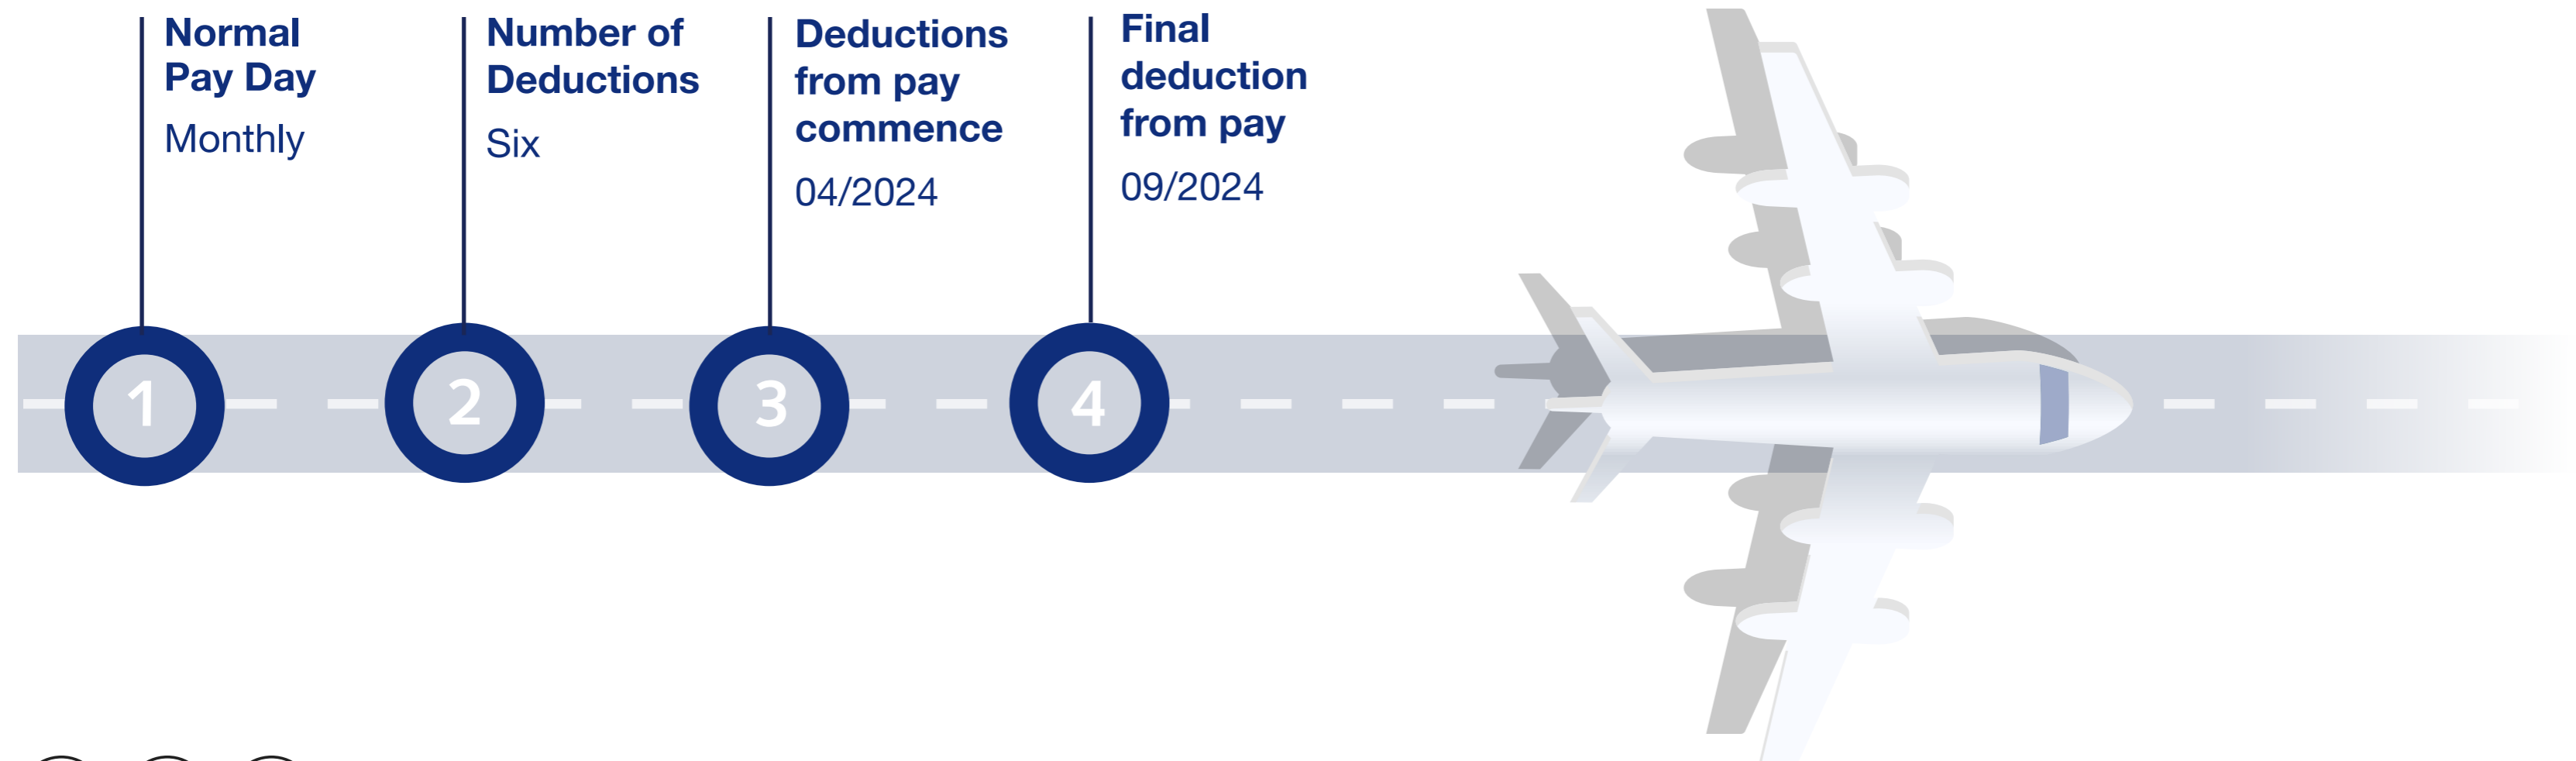 Normal
Pay Day
Monthly
Number of
Deductions
Six
Deductions
from pay
commence
04/2024
Final
deduction
from pay
09/2024
1
2
3
4